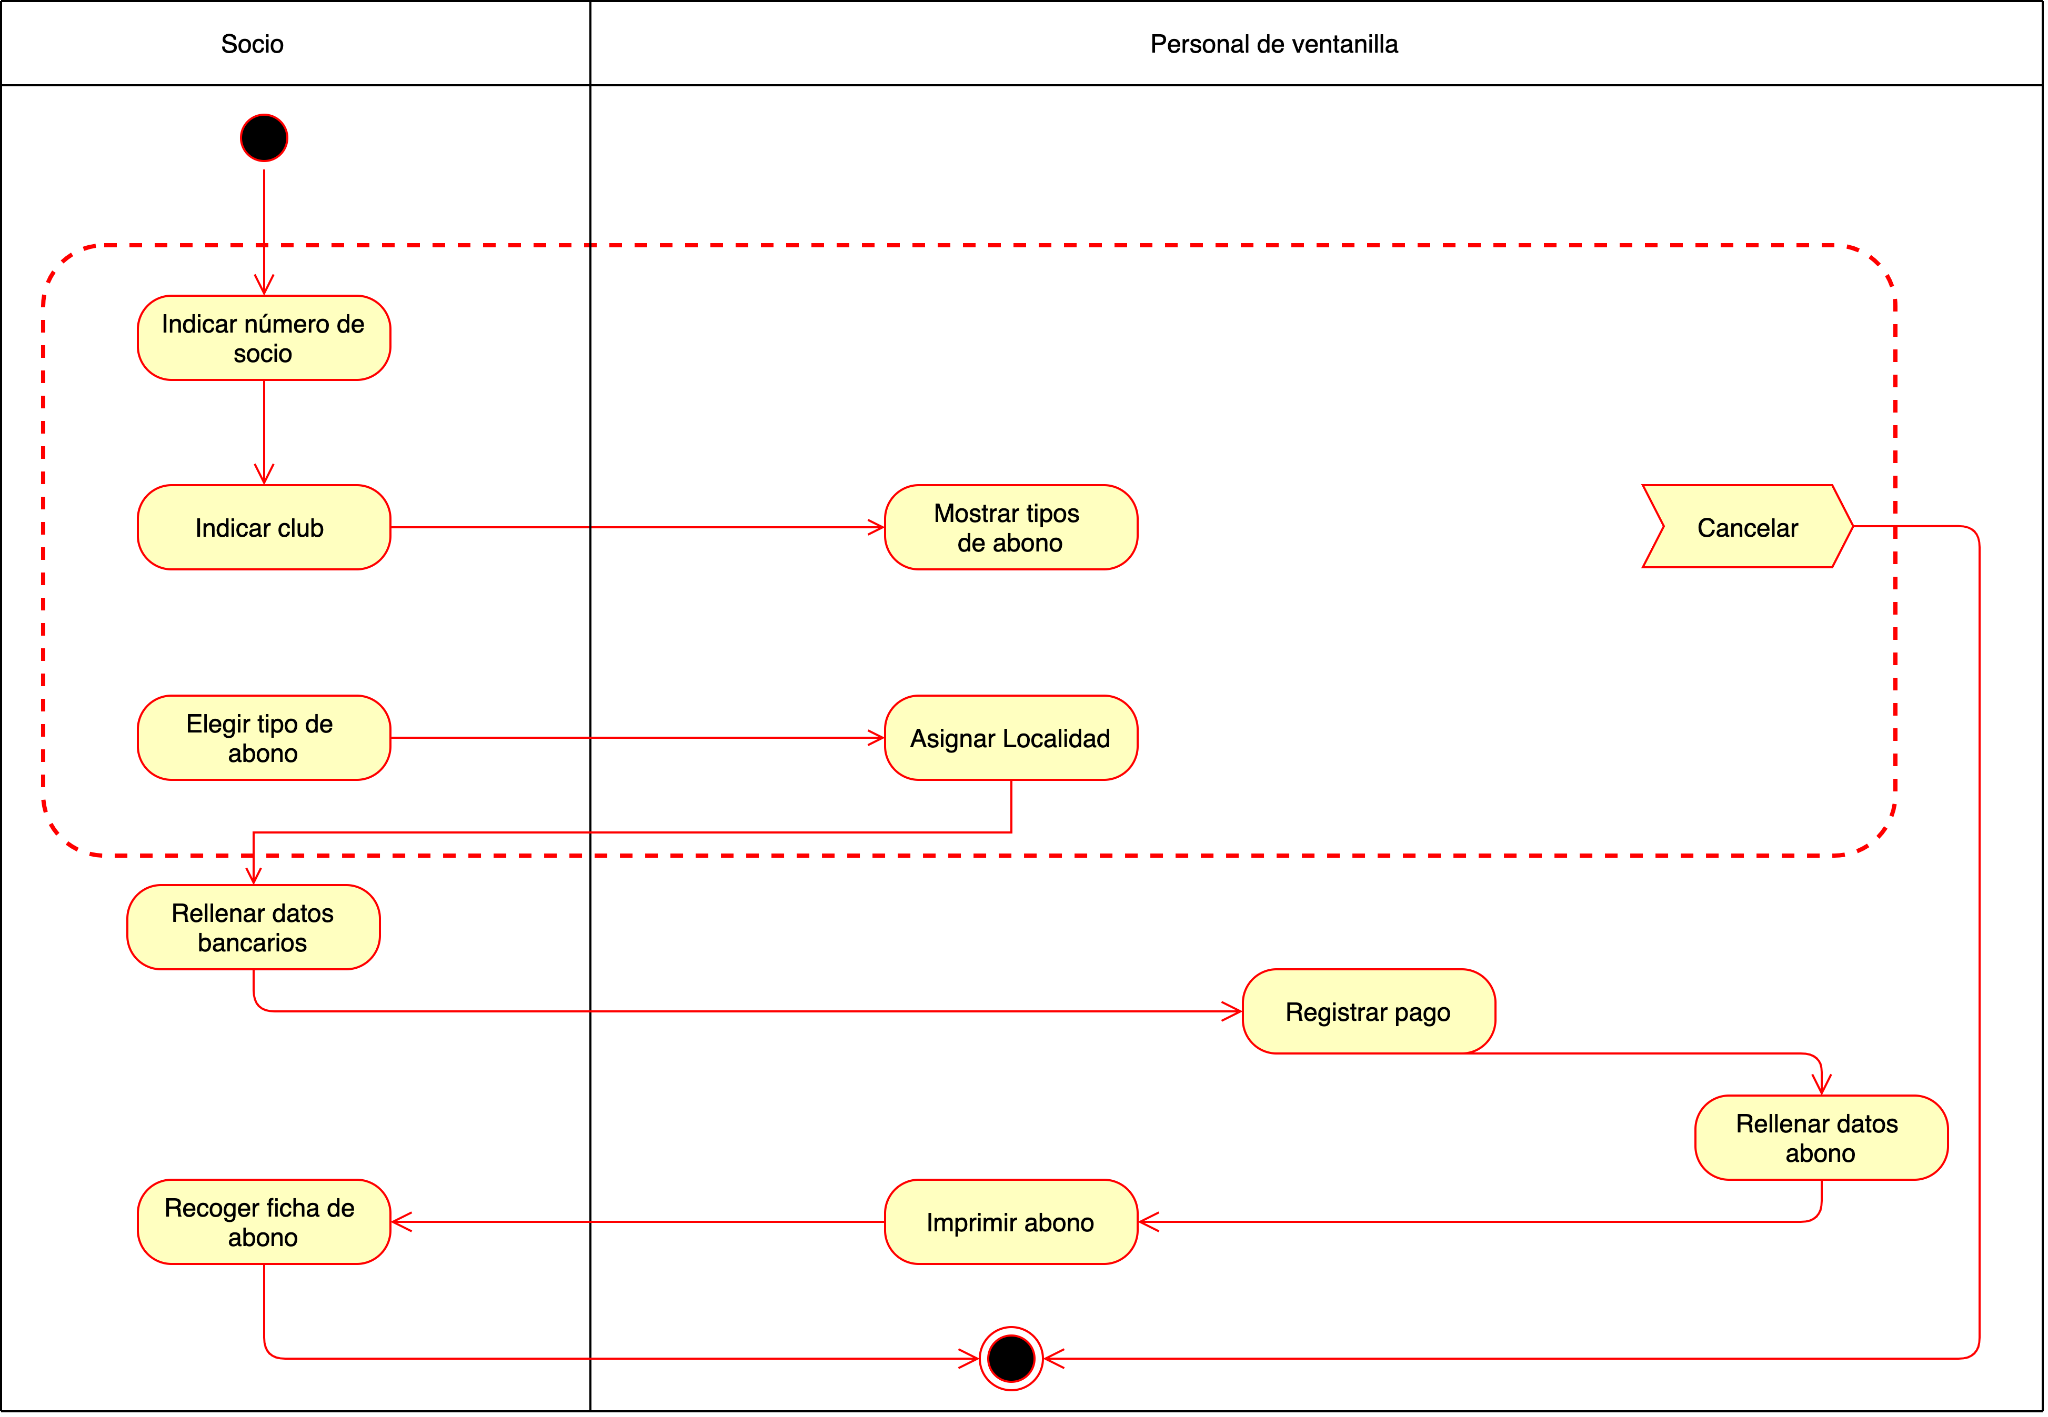 Socio
Personal de ventanilla
Indicar número de
socio
Indicar club
Mostrar tipos
de abono
Cancelar
Elegir tipo de
abono
Asignar Localidad
Rellenar datos
bancarios
Registrar pago
Rellenar datos
abono
Recoger ficha de
abono
Imprimir abono